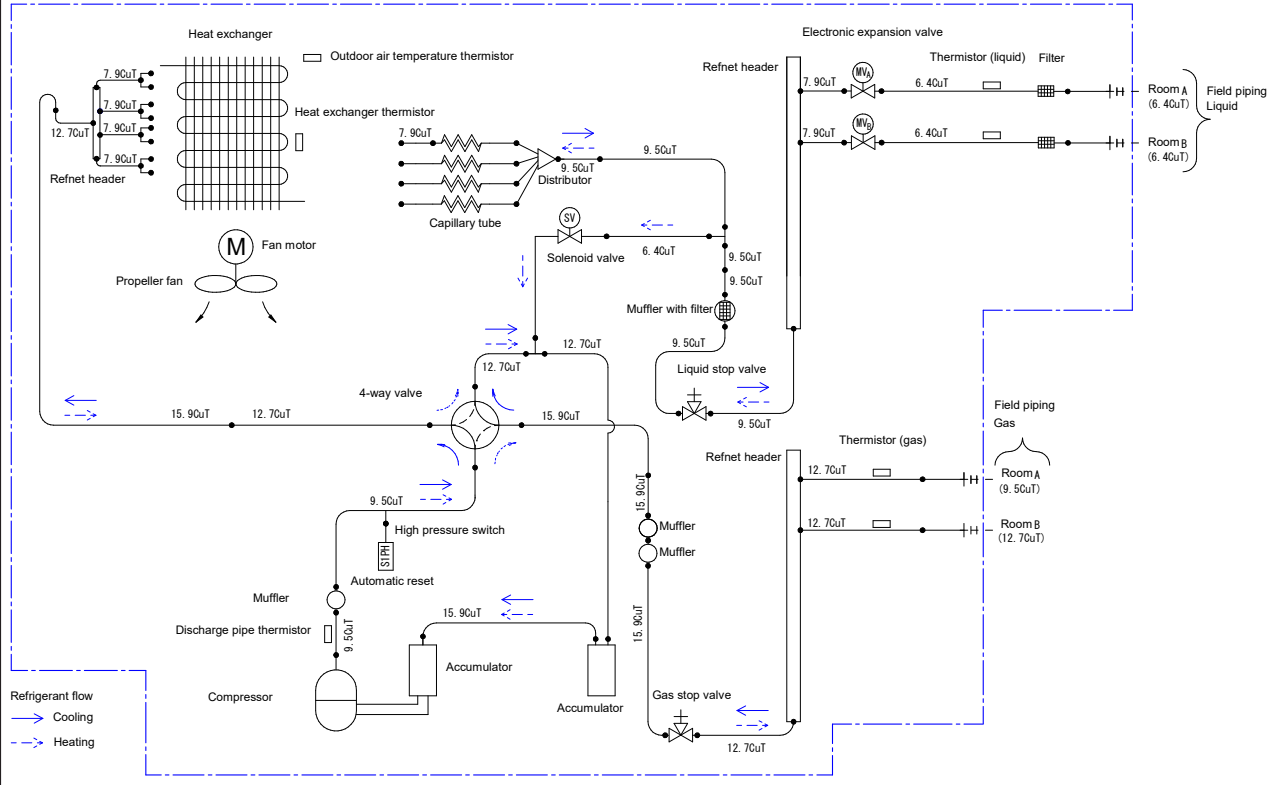 Heat exchanger
Outdoor air temperature thermistor
Electronic expansion valve
Refnet header
Thermistor (liquid)
Filter
7.9CuT
7.9CuT
7.9CuT
7.9CuT
12.7CuT
Refnet header
Heat exchanger thermistor
7.9CuT
9.5CuT
Distributor
Capillary tube
9.5CuT
MVA
7.9CuT
6.4CuT
MVB
7.9CuT
6.4CuT
Room A
(6.4CuT)
Room B
(6.4CuT)
Field piping
Liquid
M
Fan motor
Propeller fan
SV
Solenoid valve
6.4CuT
9.5CuT
9.5CuT
Muffler with filter
9.5CuT
Liquid stop valve
9.5CuT
12.7CuT
12.7CuT
4-way valve
15.9CuT
12.7CuT
15.9CuT
Field piping
Gas
Refnet header
Thermistor (gas)
12.7CuT
Room A
(9.5CuT)
12.7CuT
Room B
(12.7CuT)
9.5CuT
High pressure switch
S1PH
Automatic reset
15.9CuT
Muffler
Muffler
Muffler
Discharge pipe thermistor
9.5CuT
15.9CuT
15.9CuT
Accumulator
Accumulator
Compressor
Gas stop valve
12.7CuT
Refrigerant flow
Cooling
Heating